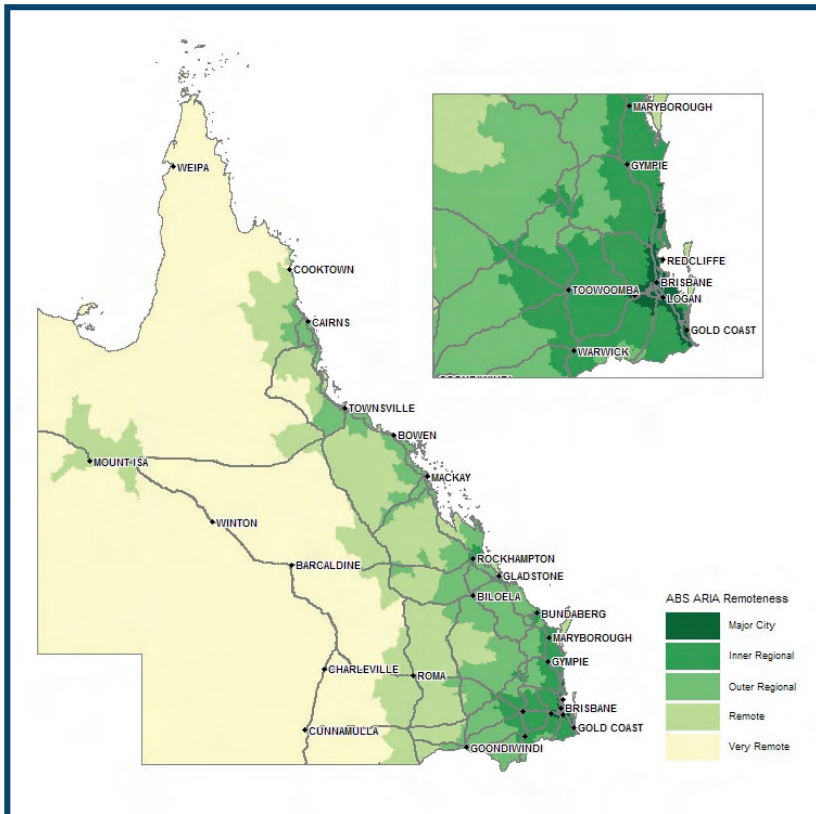 WEIPA
COOKTOWN
CAIRNS
TOWNSVILLE
BOWEN
MOUNT ISA
MACKAY
WINTON
BARCALDINE
ROCKHAMPTON
GLADSTONE
BILOELA
BUNDABERG
MARYBOROUGH
GYMPIE
CHARLEVILLE
ROMA
BRISBANE
GOLD COAST
CUNNAMULLA
GOONDIWINDI
MARYBOROUGH
GYMPIE
REDCLIFFE
BRISBANE
TOOWOOMBA
LOGAN
GOLD COAST
WARWICK
ABS ARIA Remoteness
Major City
Inner Regional
Outer Regional
Remote
Very Remote